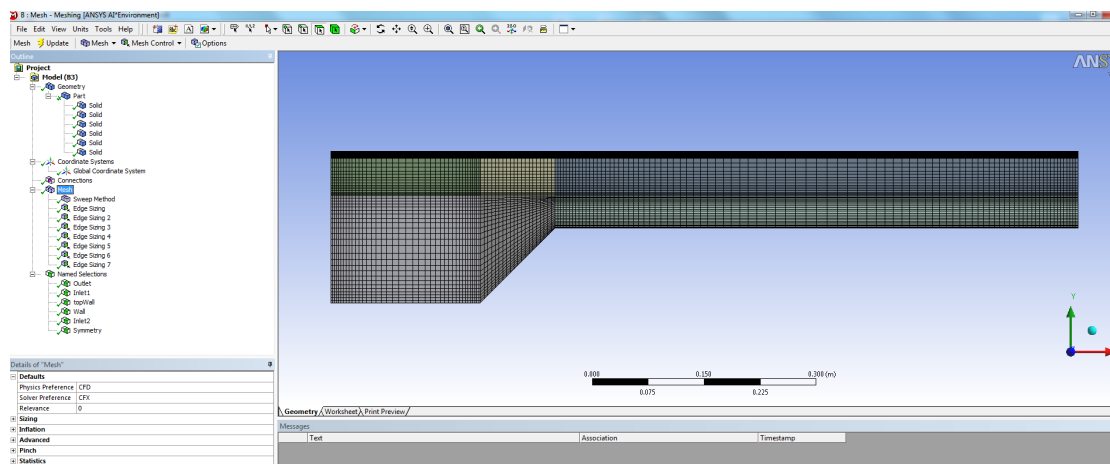 B : Mesh - Meshing [ANSYS AI*Environment]
File Edit View Units Tools Help
Mesh Update Mesh Mesh Control Options
Outline
Project
Model (B3)
Geometry
Part
Solid
Solid
Solid
Solid
Solid
Solid
Coordinate Systems
Global Coordinate System
Connections
Mesh
Sweep Method
Edge Sizing
Edge Sizing 2
Edge Sizing 3
Edge Sizing 4
Edge Sizing 5
Edge Sizing 6
Edge Sizing 7
Named Selections
Outlet
Inlet1
topWall
Wall
Inlet2
Symmetry
ANS
Y
0.000 0.150 0.300 (m)
0.075 0.225
Details of "Mesh"
Defaults
Physics Preference CFD
Solver Preference CFX
Relevance 0
Sizing
Inflation
Advanced
Pinch
Statistics
Geometry Worksheet Print Preview
Messages
Text Association Timestamp